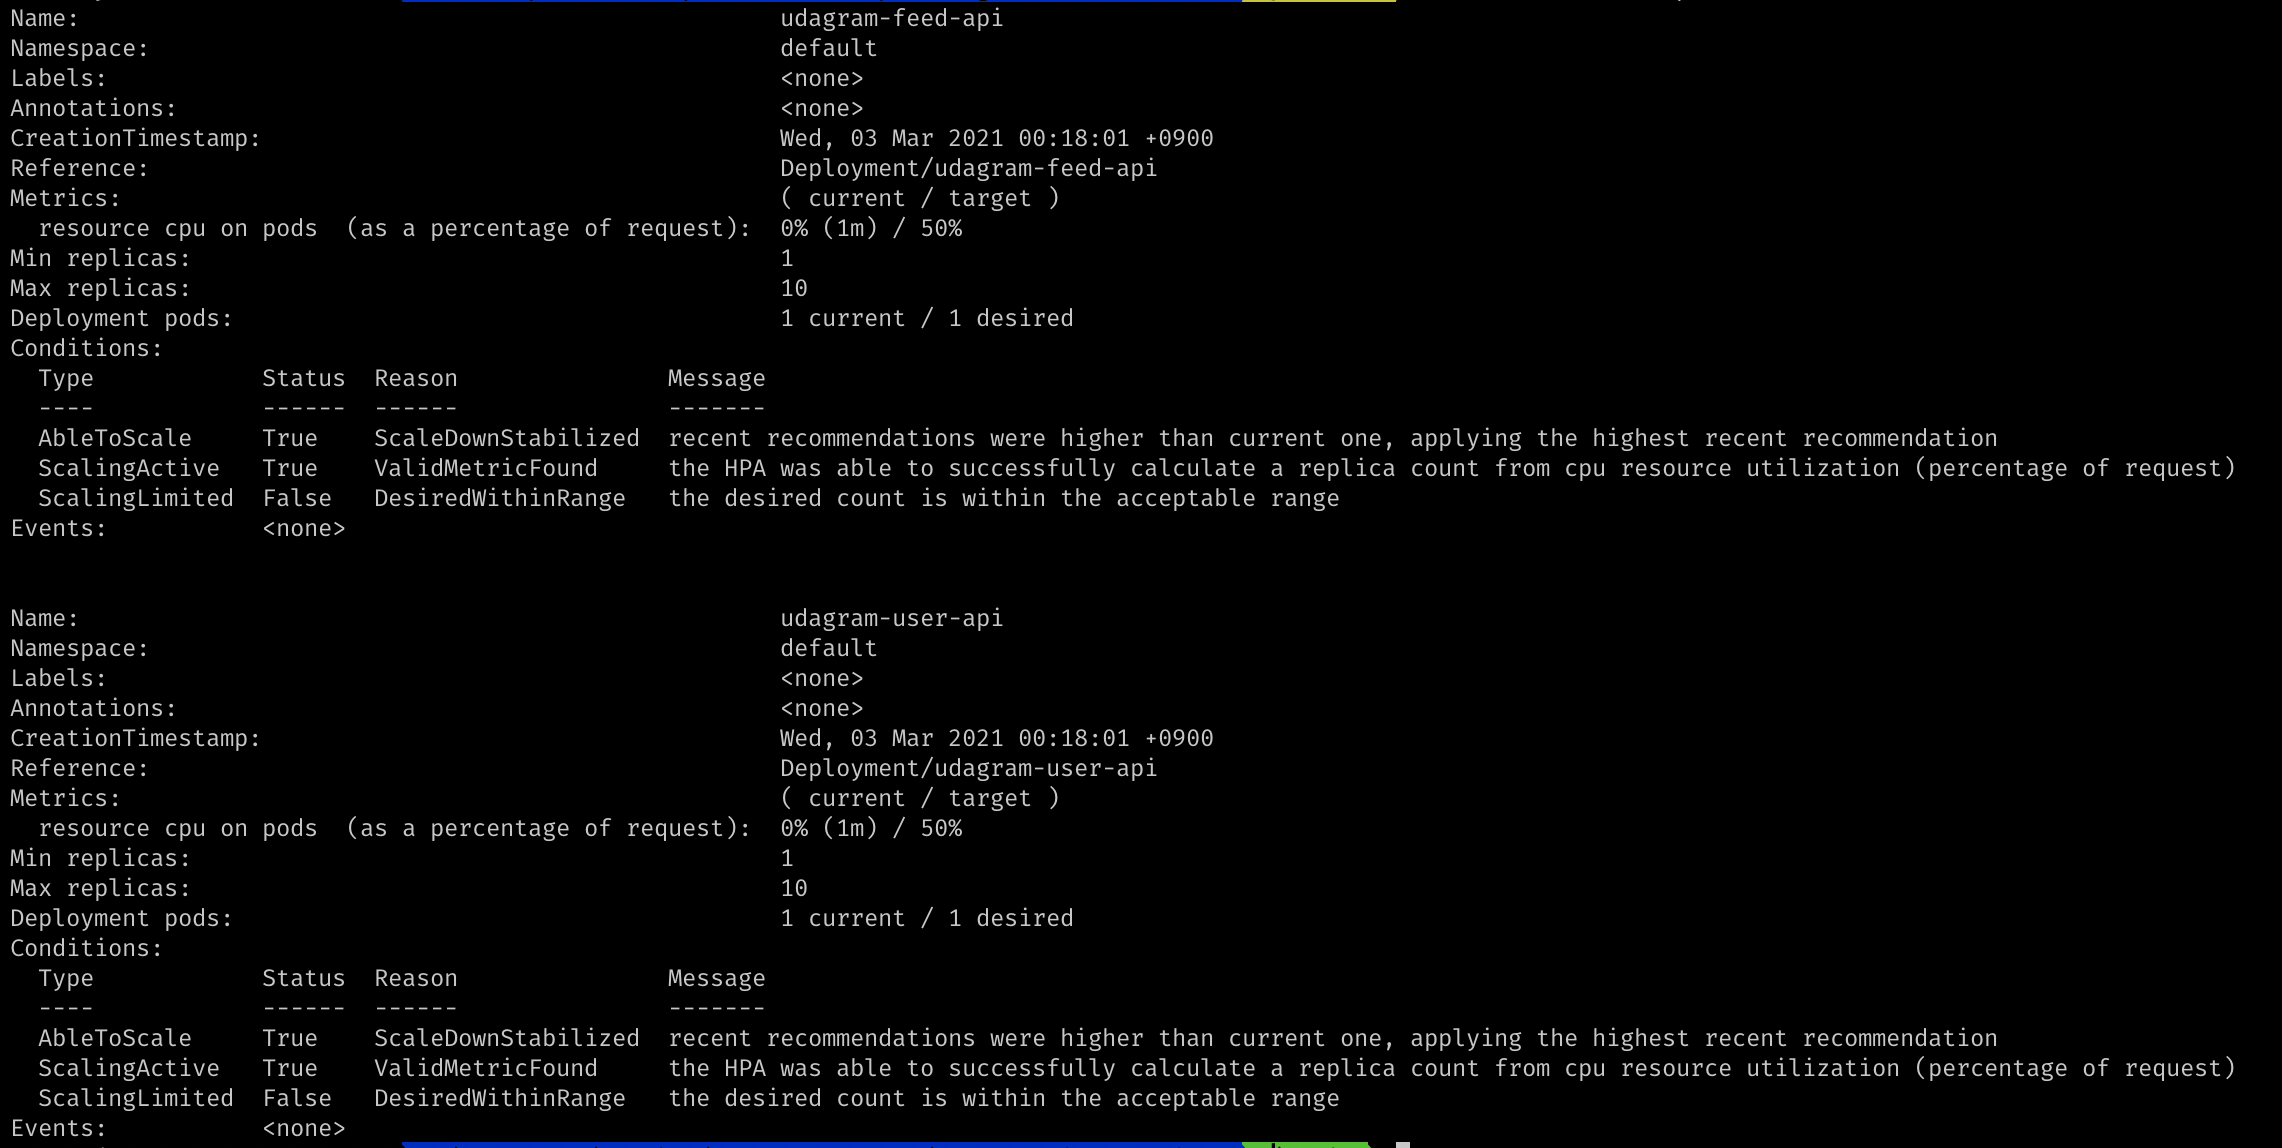 Name: udagram-feed-api
Namespace: default
Labels: <none>
Annotations: <none>
CreationTimestamp: Wed, 03 Mar 2021 00:18:01 +0900
Reference: Deployment/udagram-feed-api
Metrics: ( current / target )
resource cpu on pods (as a percentage of request): 0% (1m) / 50%
Min replicas: 1
Max replicas: 10
Deployment pods: 1 current / 1 desired
Conditions:
Type Status Reason Message
---- ------ ------ -------
AbleToScale True ScaleDownStabilized recent recommendations were higher than current one, applying the highest recent recommendation
ScalingActive True ValidMetricFound the HPA was able to successfully calculate a replica count from cpu resource utilization (percentage of request)
ScalingLimited False DesiredWithinRange the desired count is within the acceptable range
Events: <none>
Name: udagram-user-api
Namespace: default
Labels: <none>
Annotations: <none>
CreationTimestamp: Wed, 03 Mar 2021 00:18:01 +0900
Reference: Deployment/udagram-user-api
Metrics: ( current / target )
resource cpu on pods (as a percentage of request): 0% (1m) / 50%
Min replicas: 1
Max replicas: 10
Deployment pods: 1 current / 1 desired
Conditions:
Type Status Reason Message
---- ------ ------ -------
AbleToScale True ScaleDownStabilized recent recommendations were higher than current one, applying the highest recent recommendation
ScalingActive True ValidMetricFound the HPA was able to successfully calculate a replica count from cpu resource utilization (percentage of request)
ScalingLimited False DesiredWithinRange the desired count is within the acceptable range
Events: <none>